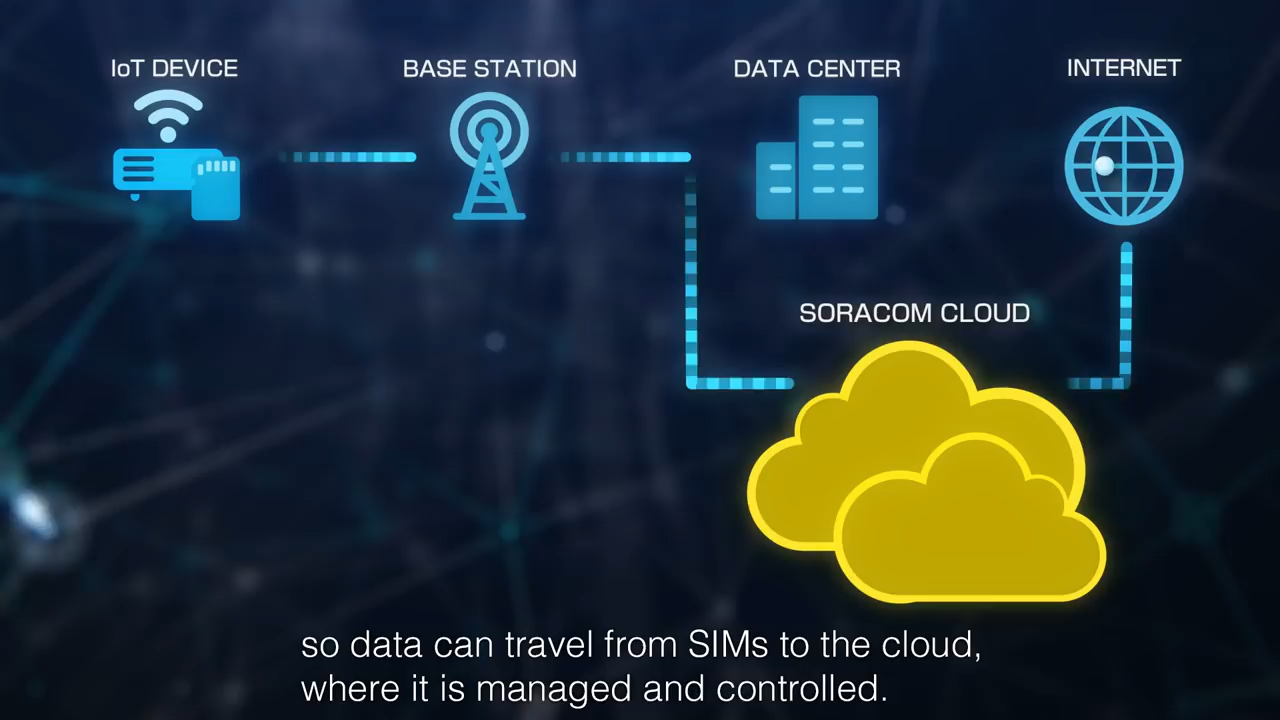 IoT DEVICE
BASE STATION
DATA CENTER
INTERNET
SORACOM CLOUD
so data can travel from SIMs to the cloud,
where it is managed and controlled.